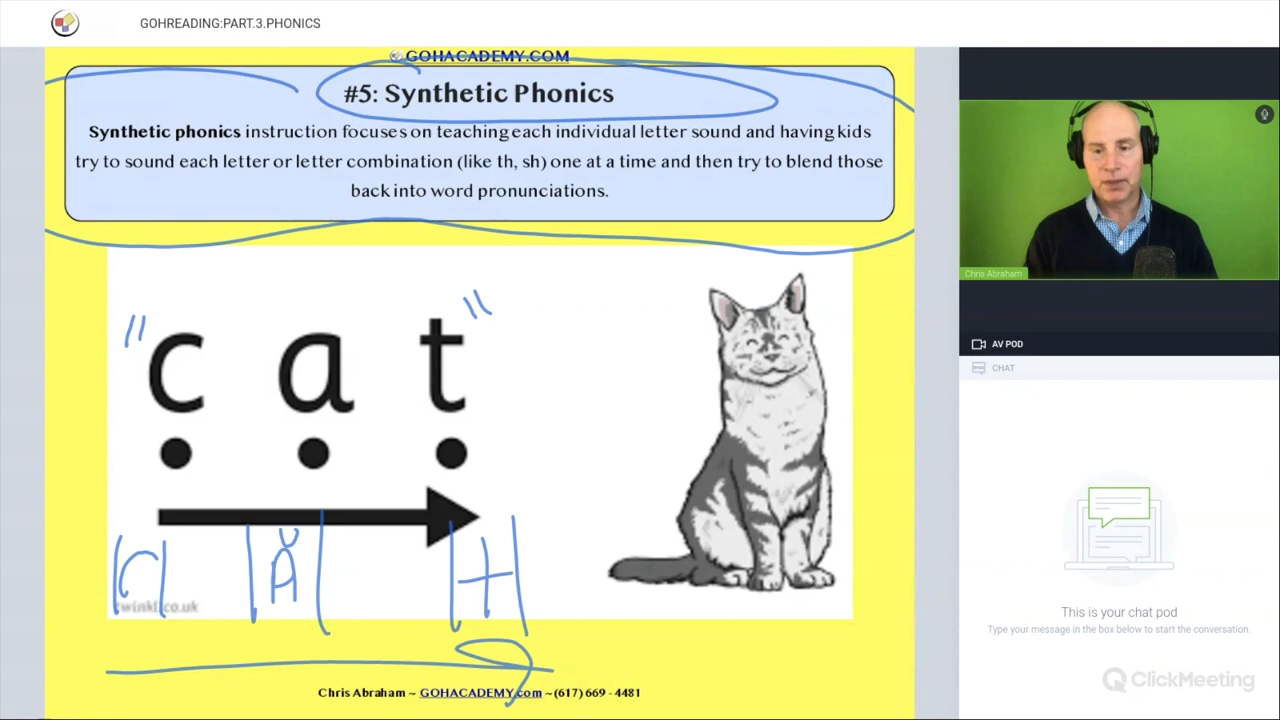 GOHREADING:PART.3.PHONICS
GOHACADEMY.COM
#5: Synthetic Phonics
Synthetic phonics instruction focuses on teaching each individual letter sound and having kids
try to sound each letter or letter combination (like th, sh) one at a time and then try to blend those
back into word pronunciations.
" c a t "
|C| |Ă| |t|
twinkl.co.uk
Chris Abraham ~ GOHACADEMY.com ~ (617) 669 - 4481
Chris Abraham
AV POD
CHAT
This is your chat pod
Type your message in the box below to start the conversation.
ClickMeeting